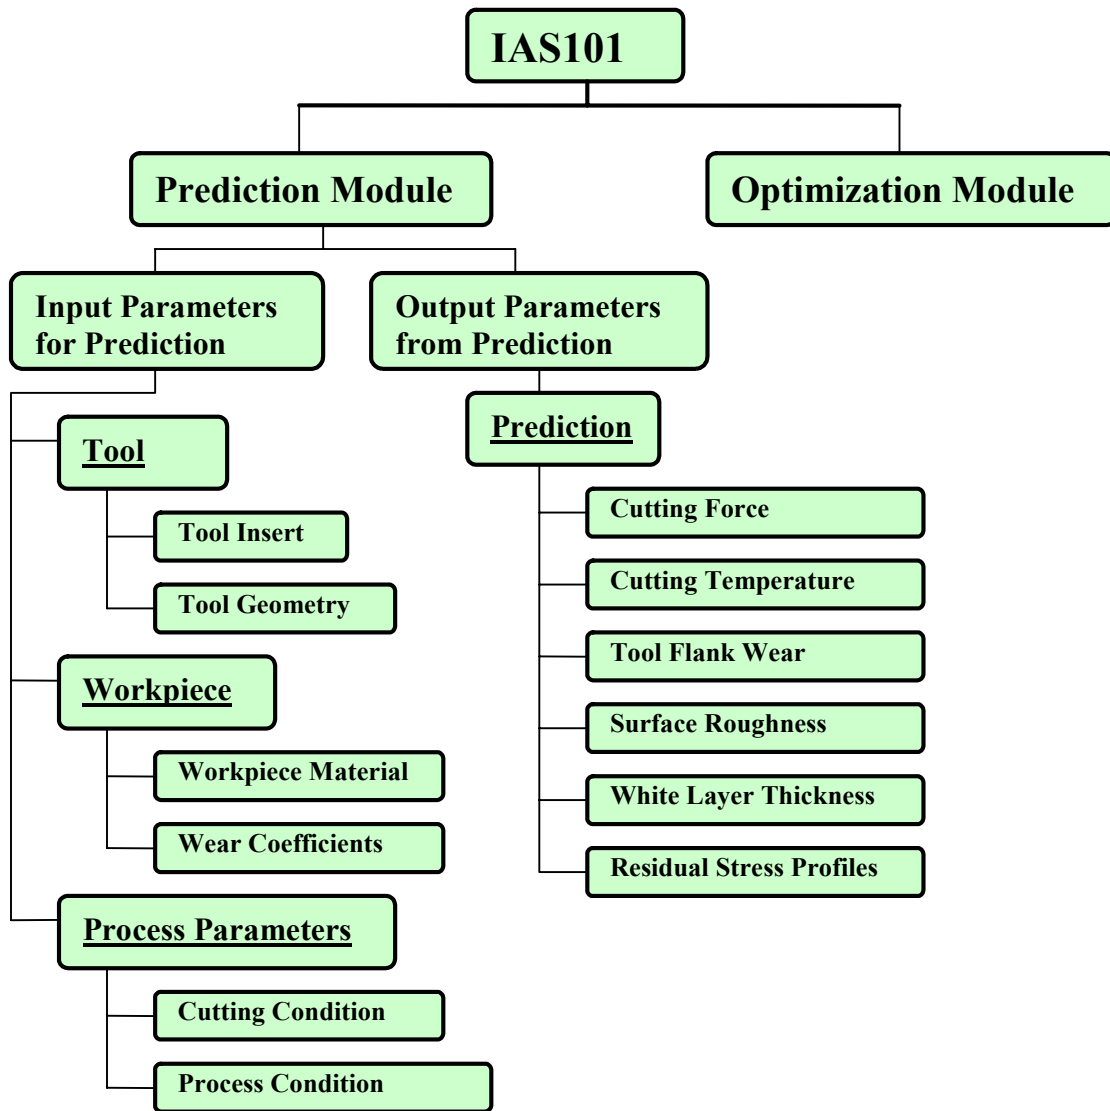 IAS101
Prediction Module
Optimization Module
Input Parameters
for Prediction
Output Parameters
from Prediction
Tool
Tool Insert
Tool Geometry
Workpiece
Workpiece Material
Wear Coefficients
Process Parameters
Cutting Condition
Process Condition
Prediction
Cutting Force
Cutting Temperature
Tool Flank Wear
Surface Roughness
White Layer Thickness
Residual Stress Profiles